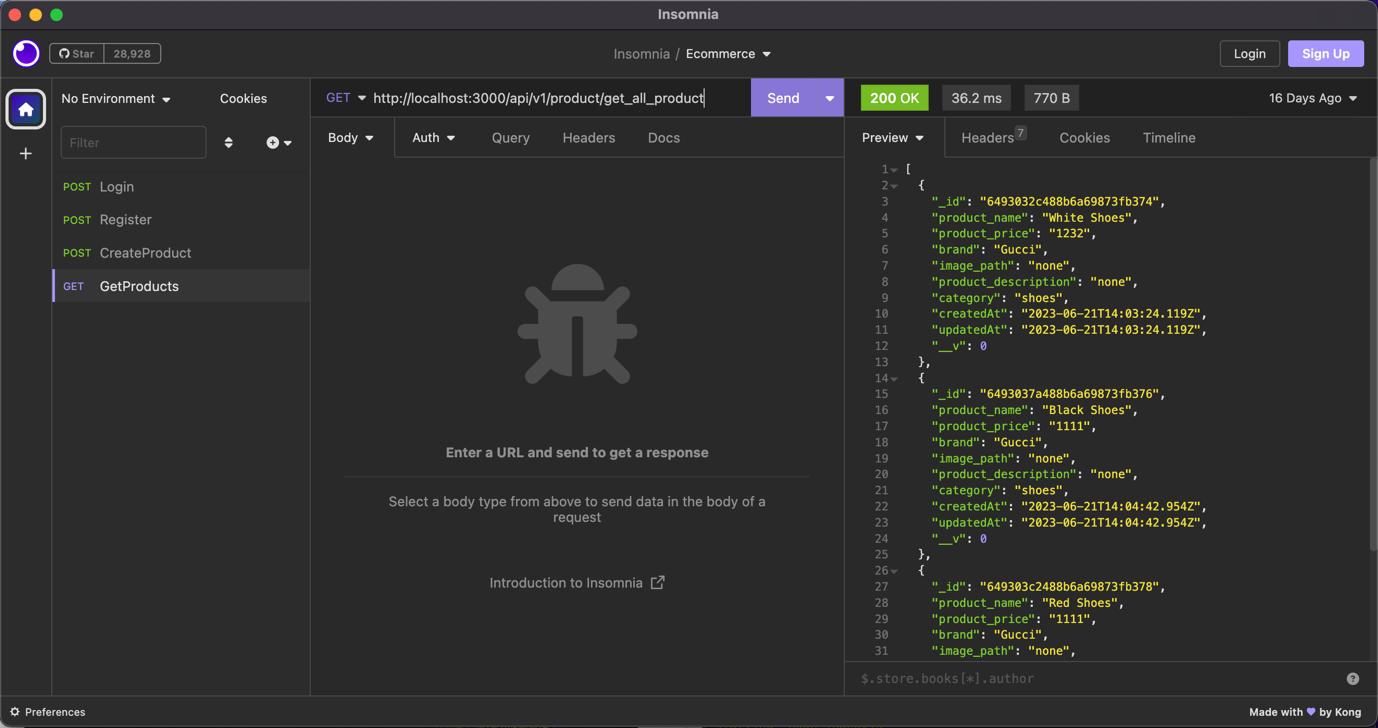 Insomnia
Star 28,928
Insomnia / Ecommerce
Login
Sign Up
No Environment
Cookies
Filter
POST Login
POST Register
POST CreateProduct
GET GetProducts
GET http://localhost:3000/api/v1/product/get_all_product
Send
Body
Auth
Query
Headers
Docs
Enter a URL and send to get a response
Select a body type from above to send data in the body of a
request
Introduction to Insomnia
200 OK
36.2 ms
770 B
16 Days Ago
Preview
Headers 7
Cookies
Timeline
1 [
2 {
3 "_id": "6493032c488b6a69873fb374",
4 "product_name": "White Shoes",
5 "product_price": "1232",
6 "brand": "Gucci",
7 "image_path": "none",
8 "product_description": "none",
9 "category": "shoes",
10 "createdAt": "2023-06-21T14:03:24.119Z",
11 "updatedAt": "2023-06-21T14:03:24.119Z",
12 "__v": 0
13 },
14 {
15 "_id": "6493037a488b6a69873fb376",
16 "product_name": "Black Shoes",
17 "product_price": "1111",
18 "brand": "Gucci",
19 "image_path": "none",
20 "product_description": "none",
21 "category": "shoes",
22 "createdAt": "2023-06-21T14:04:42.954Z",
23 "updatedAt": "2023-06-21T14:04:42.954Z",
24 "__v": 0
25 },
26 {
27 "_id": "649303c2488b6a69873fb378",
28 "product_name": "Red Shoes",
29 "product_price": "1111",
30 "brand": "Gucci",
31 "image_path": "none",
$.store.books[*].author
Preferences
Made with 💜 by Kong